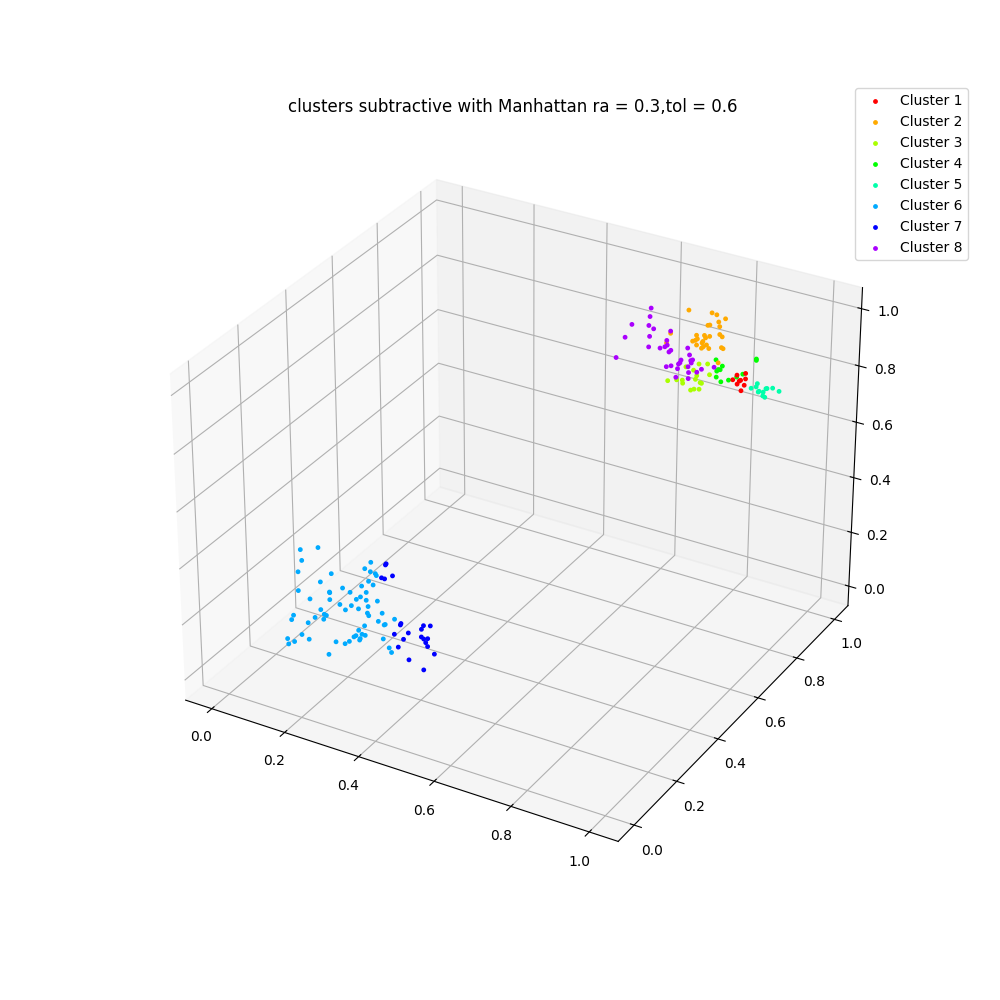 clusters subtractive with Manhattan ra = 0.3,tol = 0.6
Cluster 1
Cluster 2
Cluster 3
Cluster 4
Cluster 5
Cluster 6
Cluster 7
Cluster 8
1.0
0.8
0.6
0.4
0.2
0.0
1.0
0.8
0.6
0.4
0.2
0.0
0.0
0.2
0.4
0.6
0.8
1.0